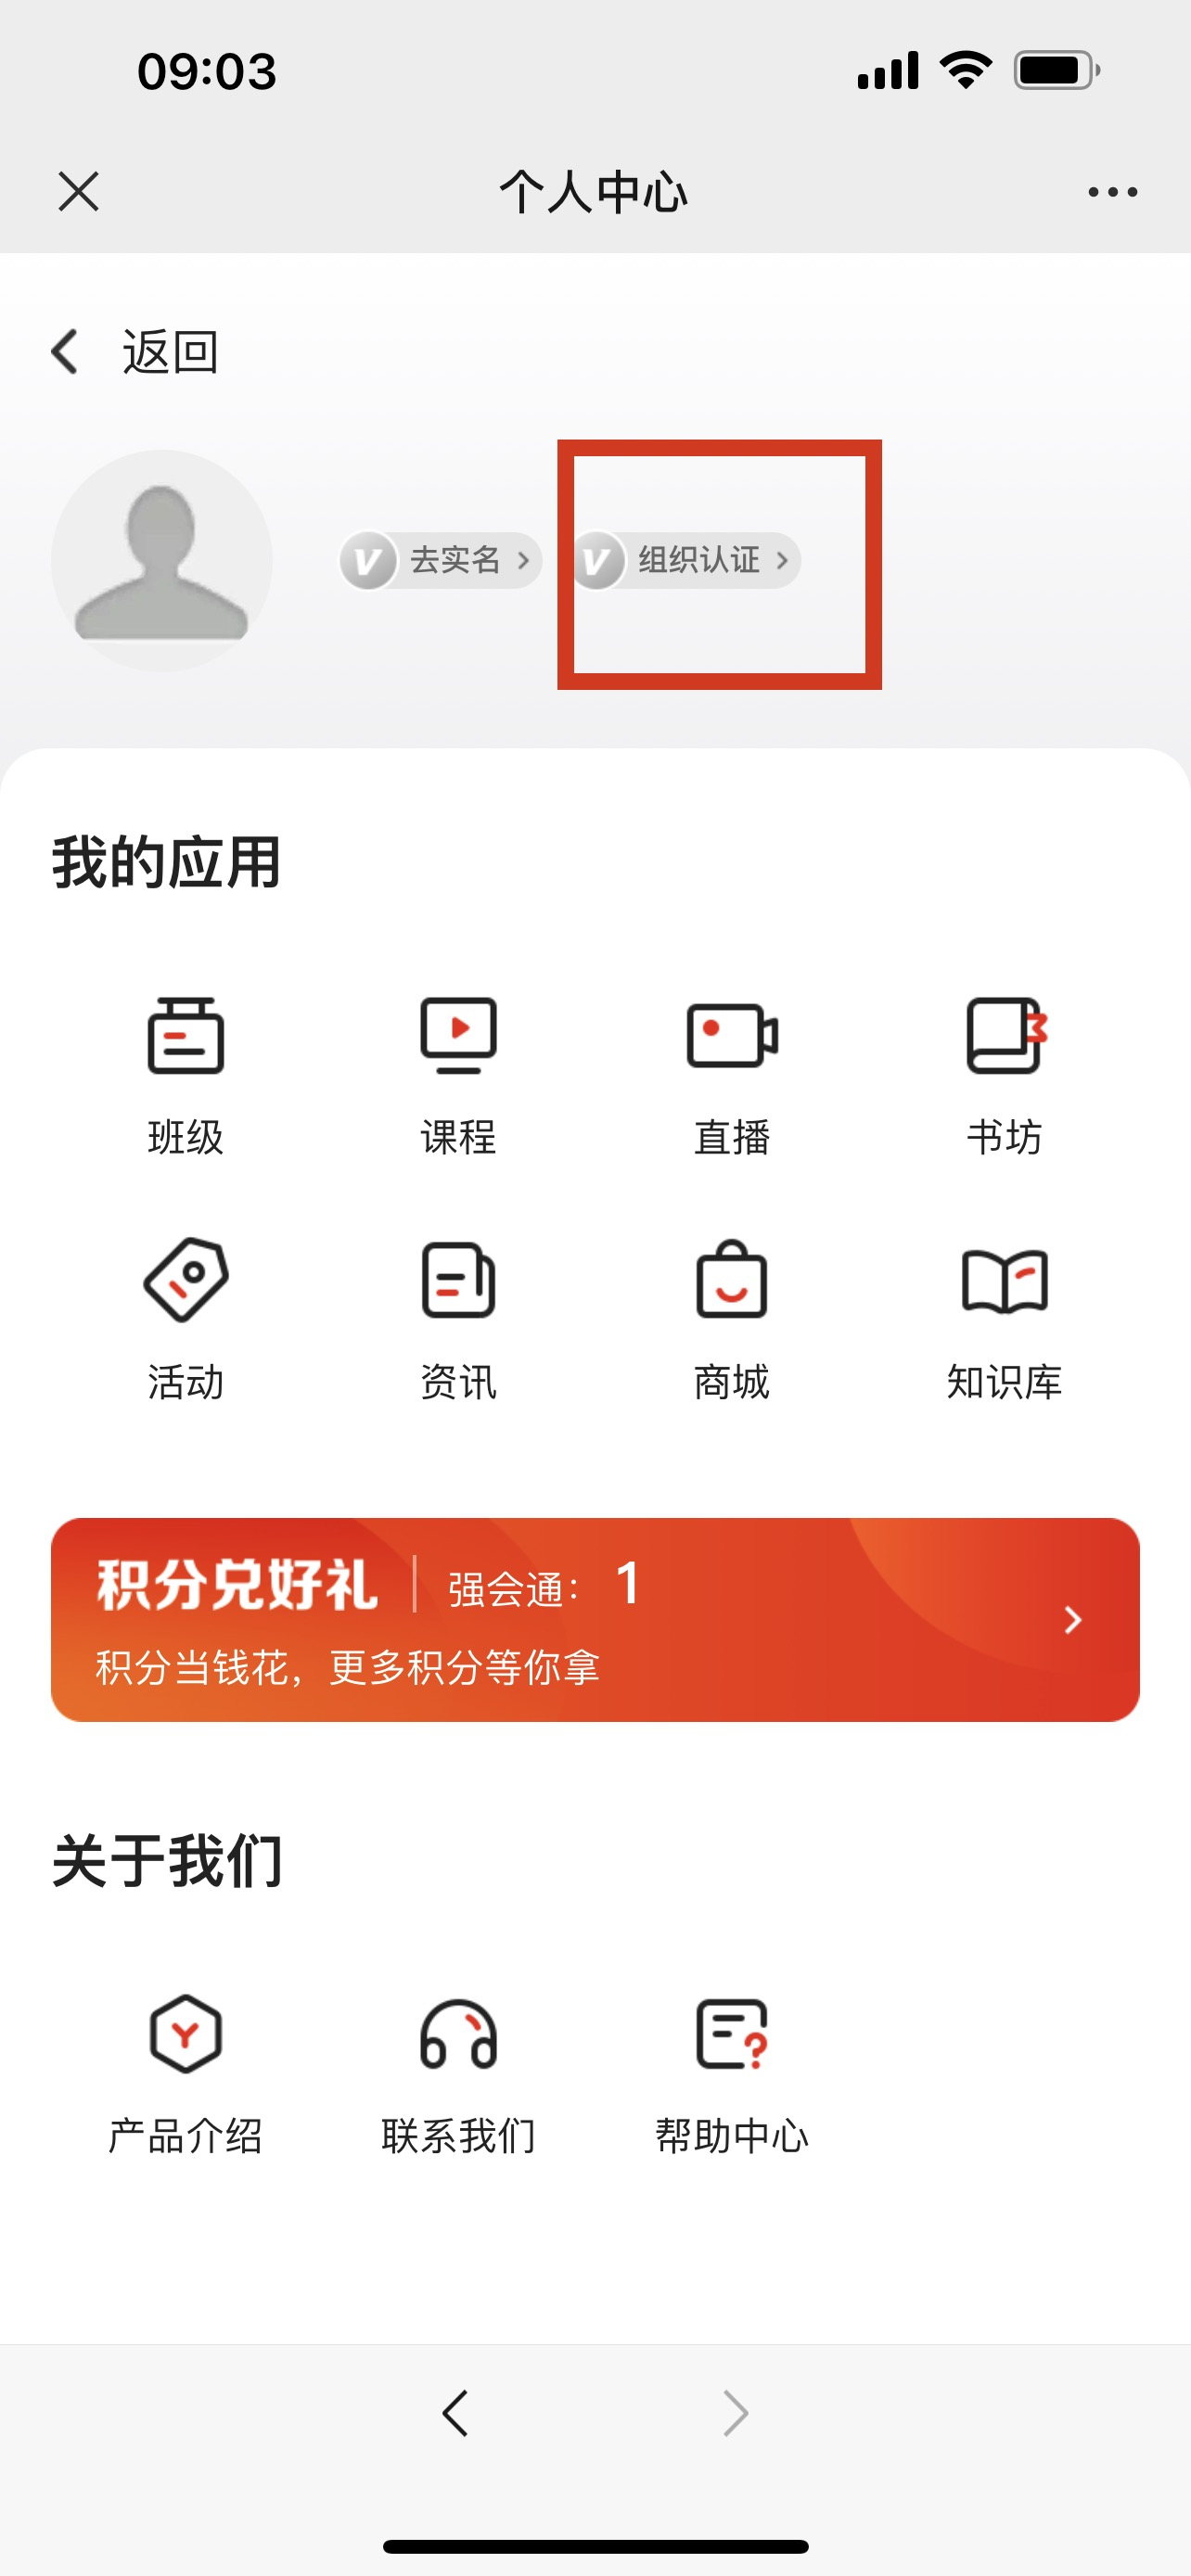 09:03
个人中心
返回
去实名
组织认证
我的应用
班级 课程 直播 书坊
活动 资讯 商城 知识库
积分兑好礼 强会通： 1
积分当钱花，更多积分等你拿
关于我们
产品介绍 联系我们 帮助中心